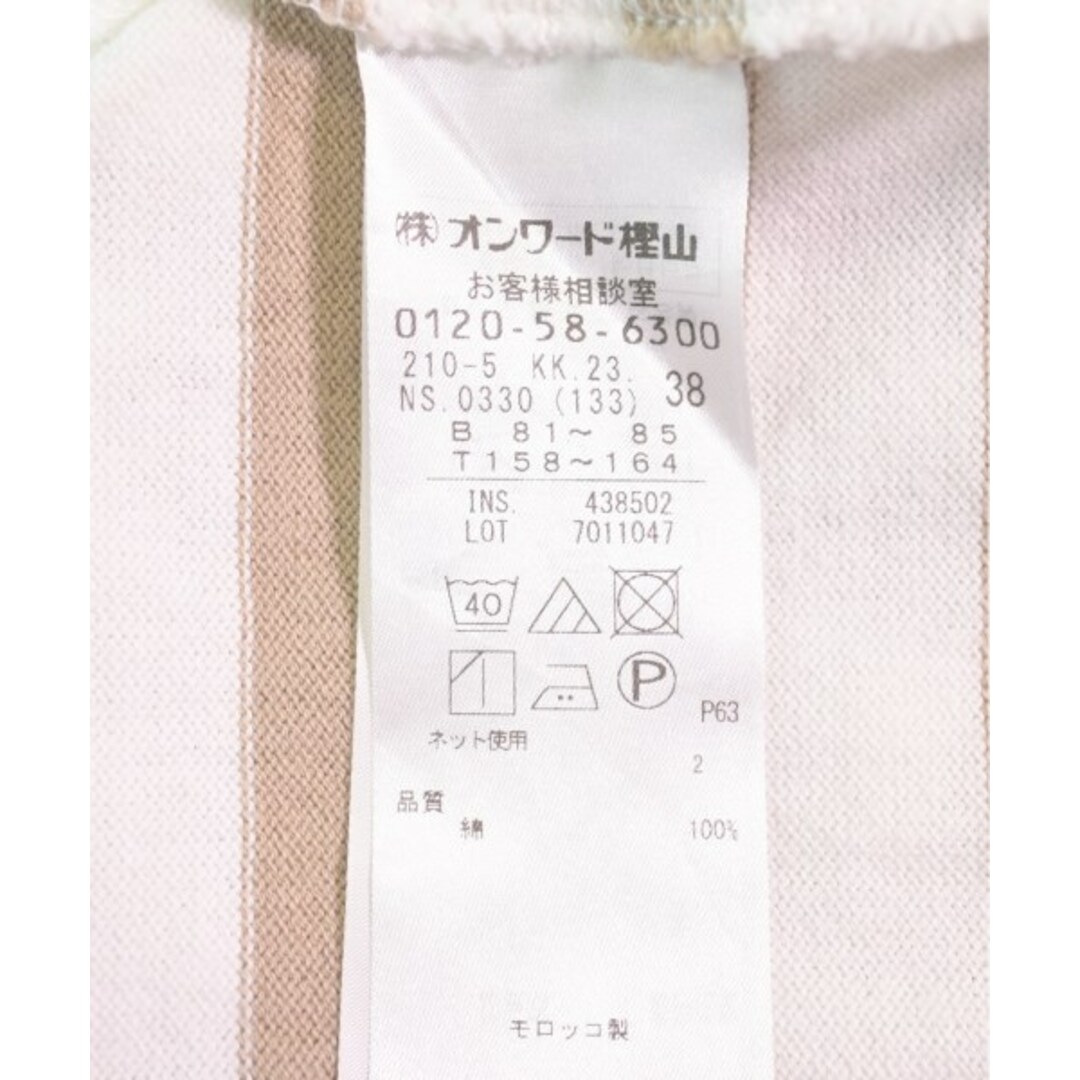 (株)オンワード樫山
お客様相談室
0120-58-6300
210-5 KK.23.
NS.0330 (133) 38
B 81～ 85
T158～164
INS. 438502
LOT 7011047
40
P
P63
ネット使用
2
品質
綿 100%
モロッコ製